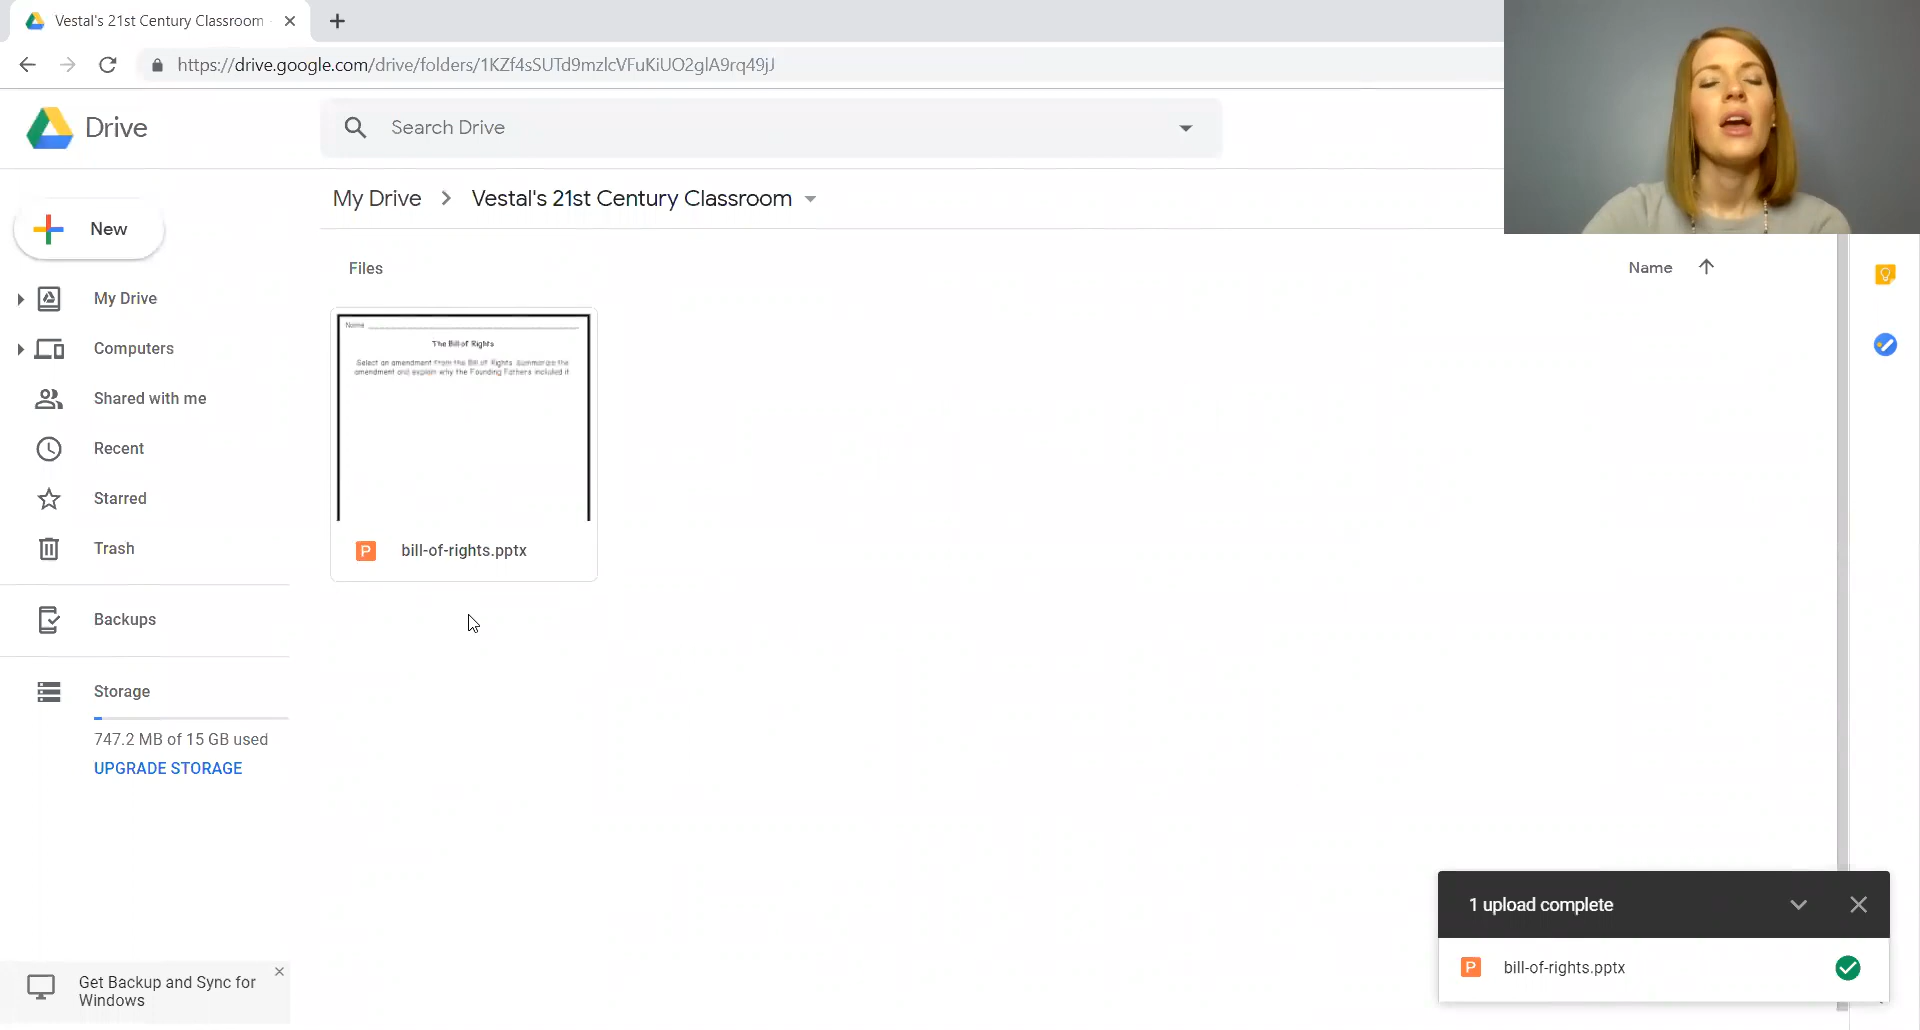 Vestal's 21st Century Classroom
https://drive.google.com/drive/folders/1KZf4sSUTd9mzlcVFuKiUO2glA9rq49jJ
Drive
Search Drive
My Drive > Vestal's 21st Century Classroom
New
Files
Name
My Drive
Computers
Shared with me
Recent
Starred
Trash
Backups
Storage
747.2 MB of 15 GB used
UPGRADE STORAGE
Name
The Bill of Rights
Select an amendment from the Bill of Rights. Summarize the
amendment and explain why the Founding Fathers included it.
P
bill-of-rights.pptx
1 upload complete
P
bill-of-rights.pptx
Get Backup and Sync for
Windows